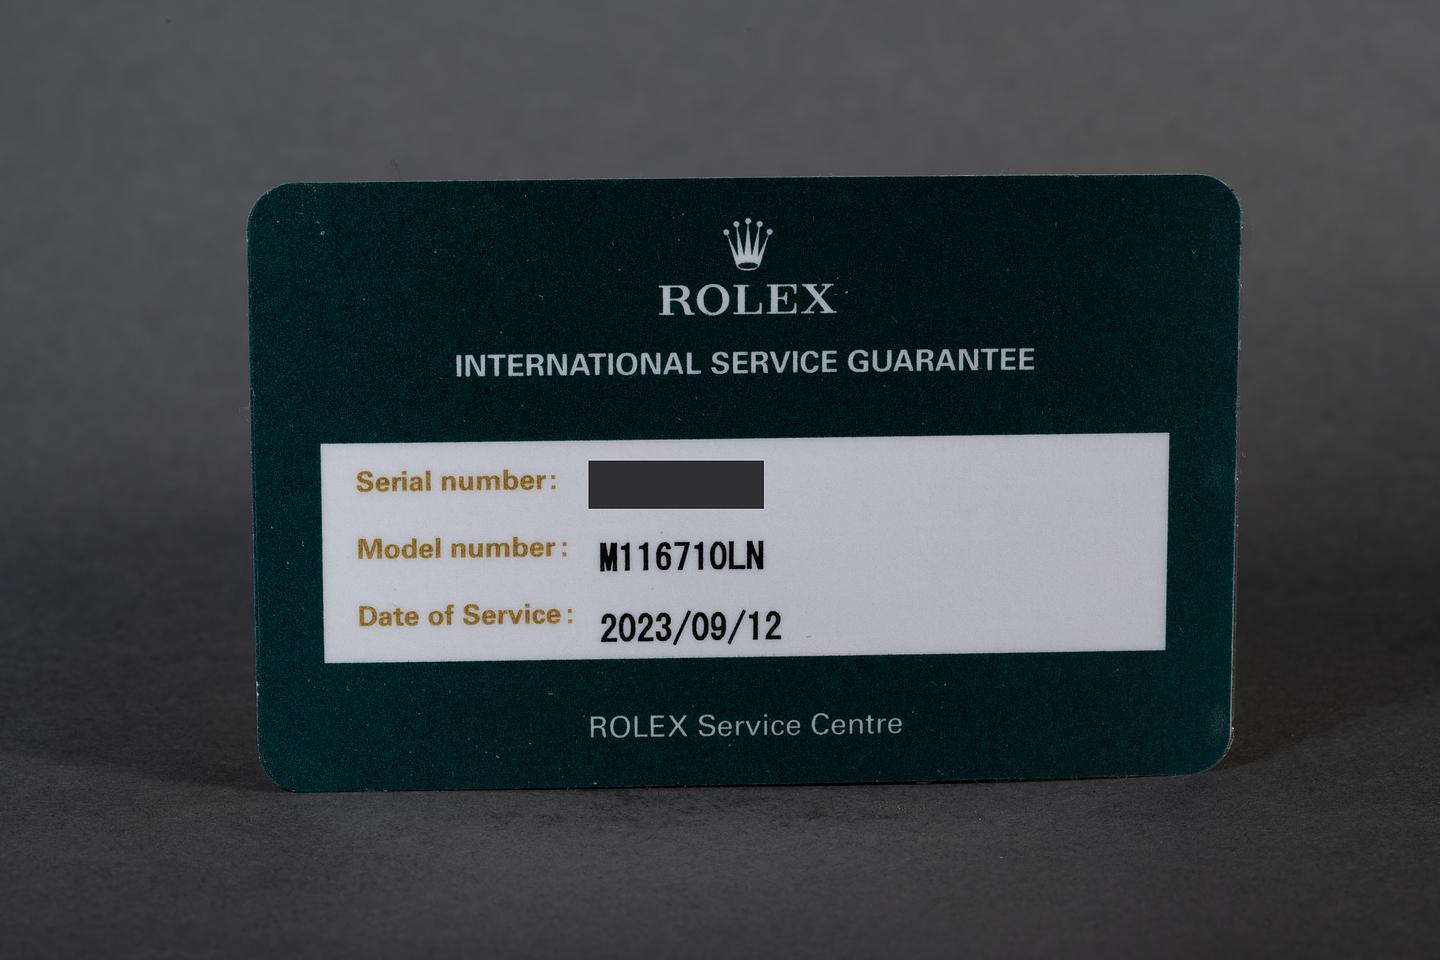 ROLEX
INTERNATIONAL SERVICE GUARANTEE
Serial number:
Model number: M116710LN
Date of Service: 2023/09/12
ROLEX Service Centre